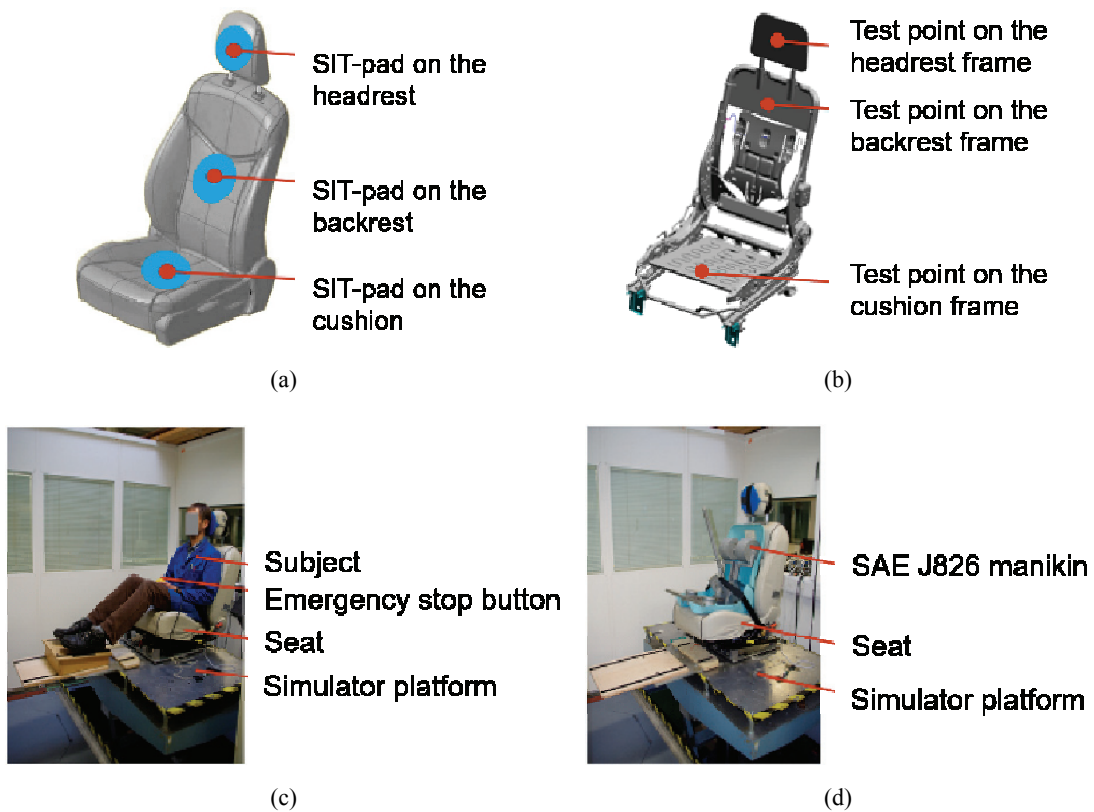 SIT-pad on the
headrest
SIT-pad on the
backrest
SIT-pad on the
cushion
(a)
Test point on the
headrest frame
Test point on the
backrest frame
Test point on the
cushion frame
(b)
Subject
Emergency stop button
Seat
Simulator platform
(c)
SAE J826 manikin
Seat
Simulator platform
(d)